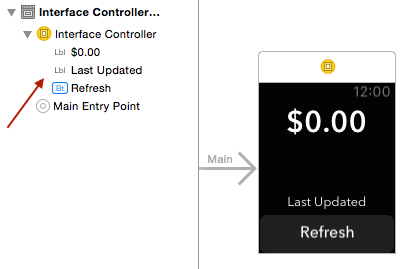 Interface Controller...
Interface Controller
Lbl $0.00
Lbl Last Updated
Bt Refresh
Main Entry Point
Main
12:00
$0.00
Last Updated
Refresh